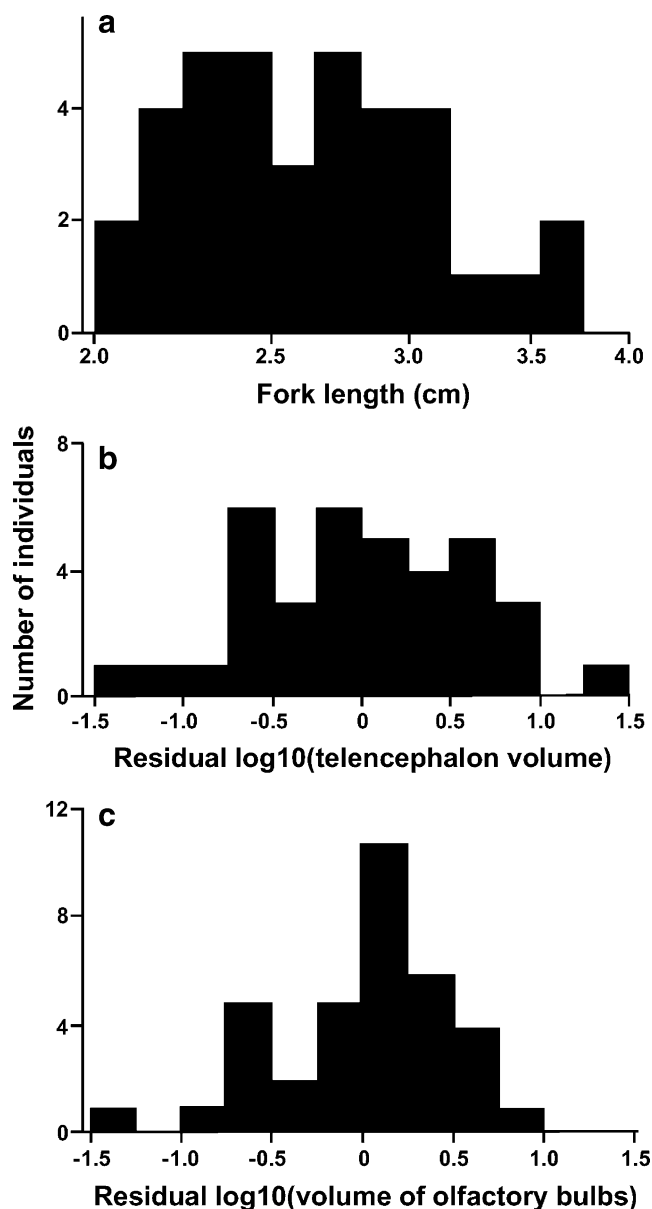 a
4
2
0
2.0 2.5 3.0 3.5 4.0
Fork length (cm)
Number of individuals
b
8
4
0
-1.5 -1.0 -0.5 0 0.5 1.0 1.5
Residual log10(telencephalon volume)
c
12
8
4
0
-1.5 -1.0 -0.5 0 0.5 1.0 1.5
Residual log10(volume of olfactory bulbs)